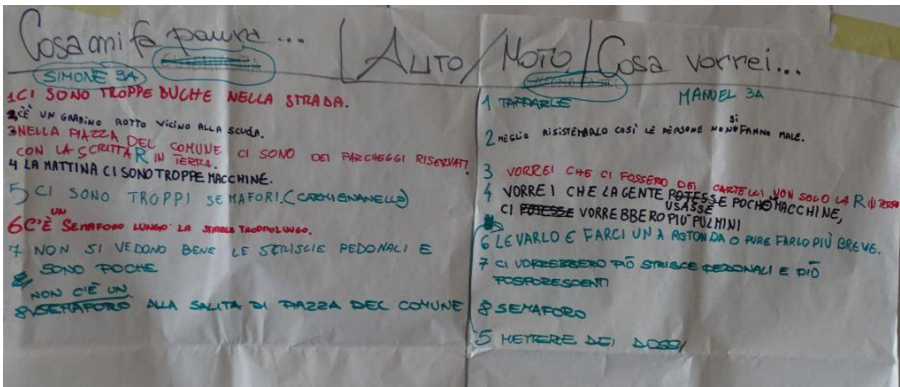 Cosa mi fa paura...
AUTO/MOTO
Cosa vorrei...
SIMONE 3A
1 CI SONO TROPPE BUCHE NELLA STRADA.
2 C'È UN GRADINO ROTTO VICINO ALLA SCUOLA.
3 NELLA PIAZZA DEL COMUNE CI SONO DEI PARCHEGGI RISERVATI
CON LA SCRITTA R IN TERRA.
4 LA MATTINA CI SONO TROPPE MACCHINE.
5 CI SONO TROPPI SEMAFORI. (CARMIGNANELLO)
6 C'È UN SEMAFORO LUNGO TROPPO LUNGO.
7 NON SI VEDONO BENE LE STRISCIE PEDONALI E
SONO POCHE
NON C'È UN
8 SEMAFORO ALLA SALITA DI PIAZZA DEL COMUNE
MANUEL 3A
1 TAPPARLE
2 MEGLIO RISISTEMARLO COSÌ LE PERSONE NON SI FANNO MALE.
3 VORREI CHE CI FOSSERO DEI CARTELLI NON SOLO LA R IN TERRA
4 VORREI CHE LA GENTE USASSE POCHE MACCHINE,
CI VORREBBERO PIÙ PULMINI
6 LEVARLO E FARCI UNA ROTONDA O PURE FARLO PIÙ BREVE.
7 CI VORREBBERO PIÙ STRISCE PEDONALI E PIÙ
FOSFORESCENTI
8 SEMAFORO
5 METTERE DEI DOSSI